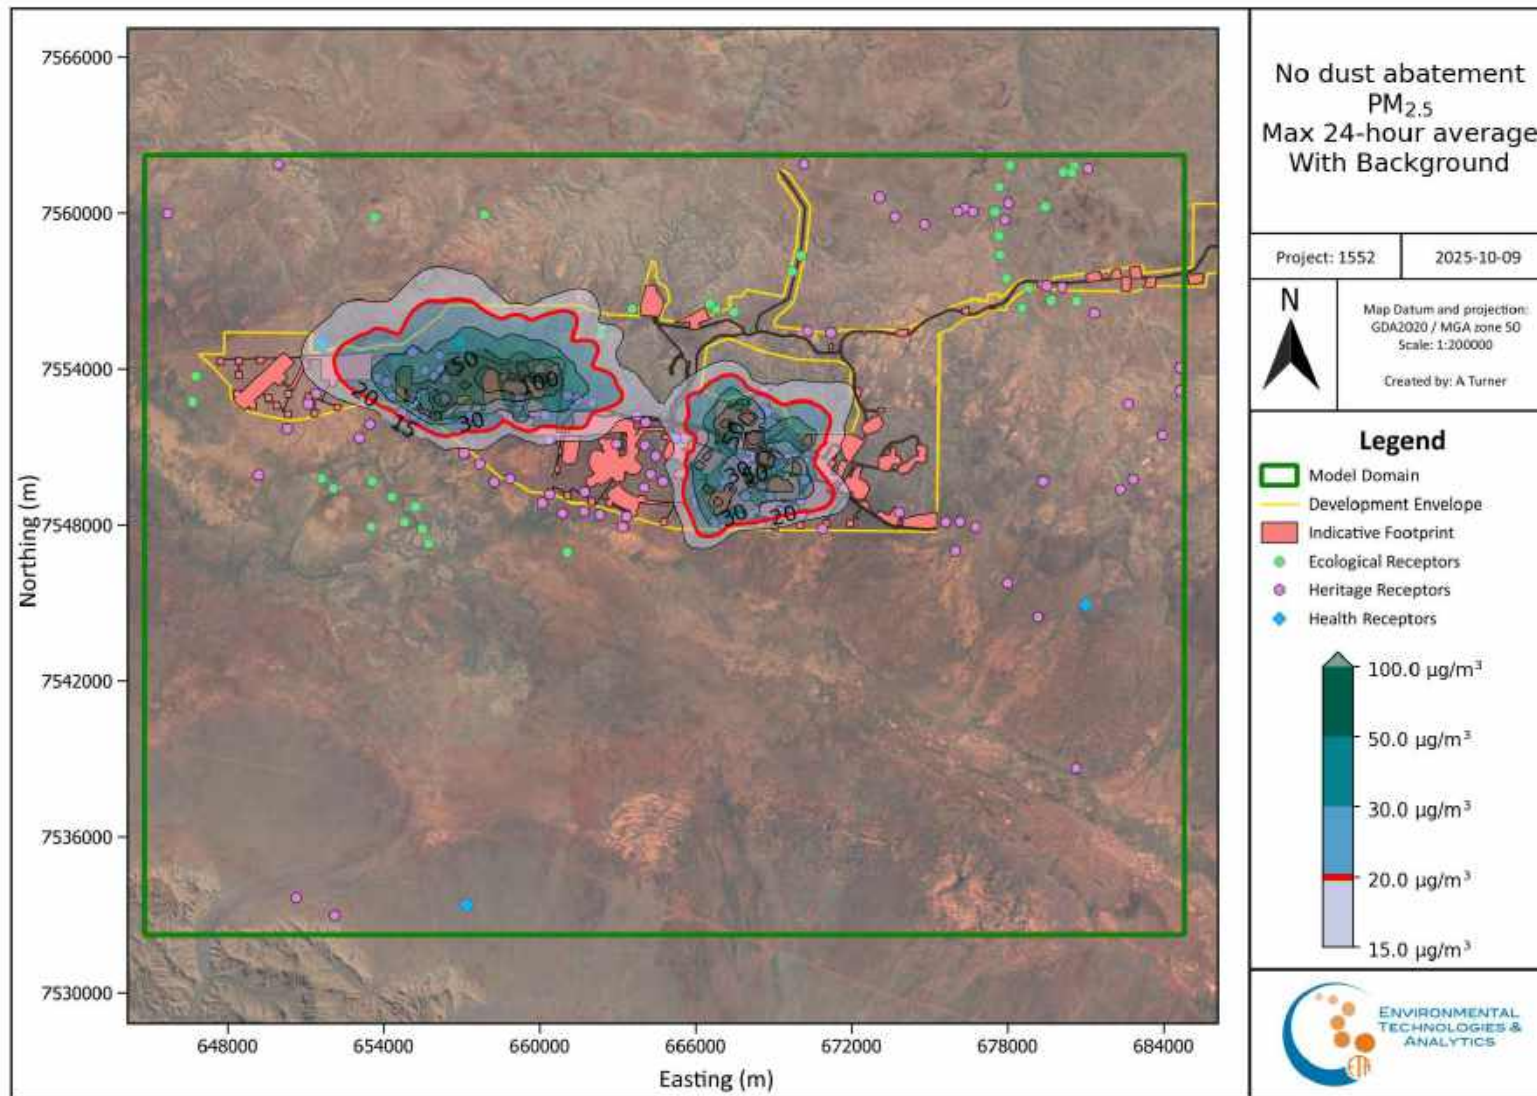 No dust abatement
PM2.5
Max 24-hour average
With Background
Project: 1552
2025-10-09
N
Map Datum and projection:
GDA2020 / MGA zone 50
Scale: 1:200000
Created by: A Turner
Legend
Model Domain
Development Envelope
Indicative Footprint
Ecological Receptors
Heritage Receptors
Health Receptors
100.0 µg/m³
50.0 µg/m³
30.0 µg/m³
20.0 µg/m³
15.0 µg/m³
ENVIRONMENTAL
TECHNOLOGIES &
ANALYTICS
ETA
Northing (m)
7566000
7560000
7554000
7548000
7542000
7536000
7530000
50
100
20
15
30
50
30
50
30
20
648000
654000
660000
666000
672000
678000
684000
Easting (m)